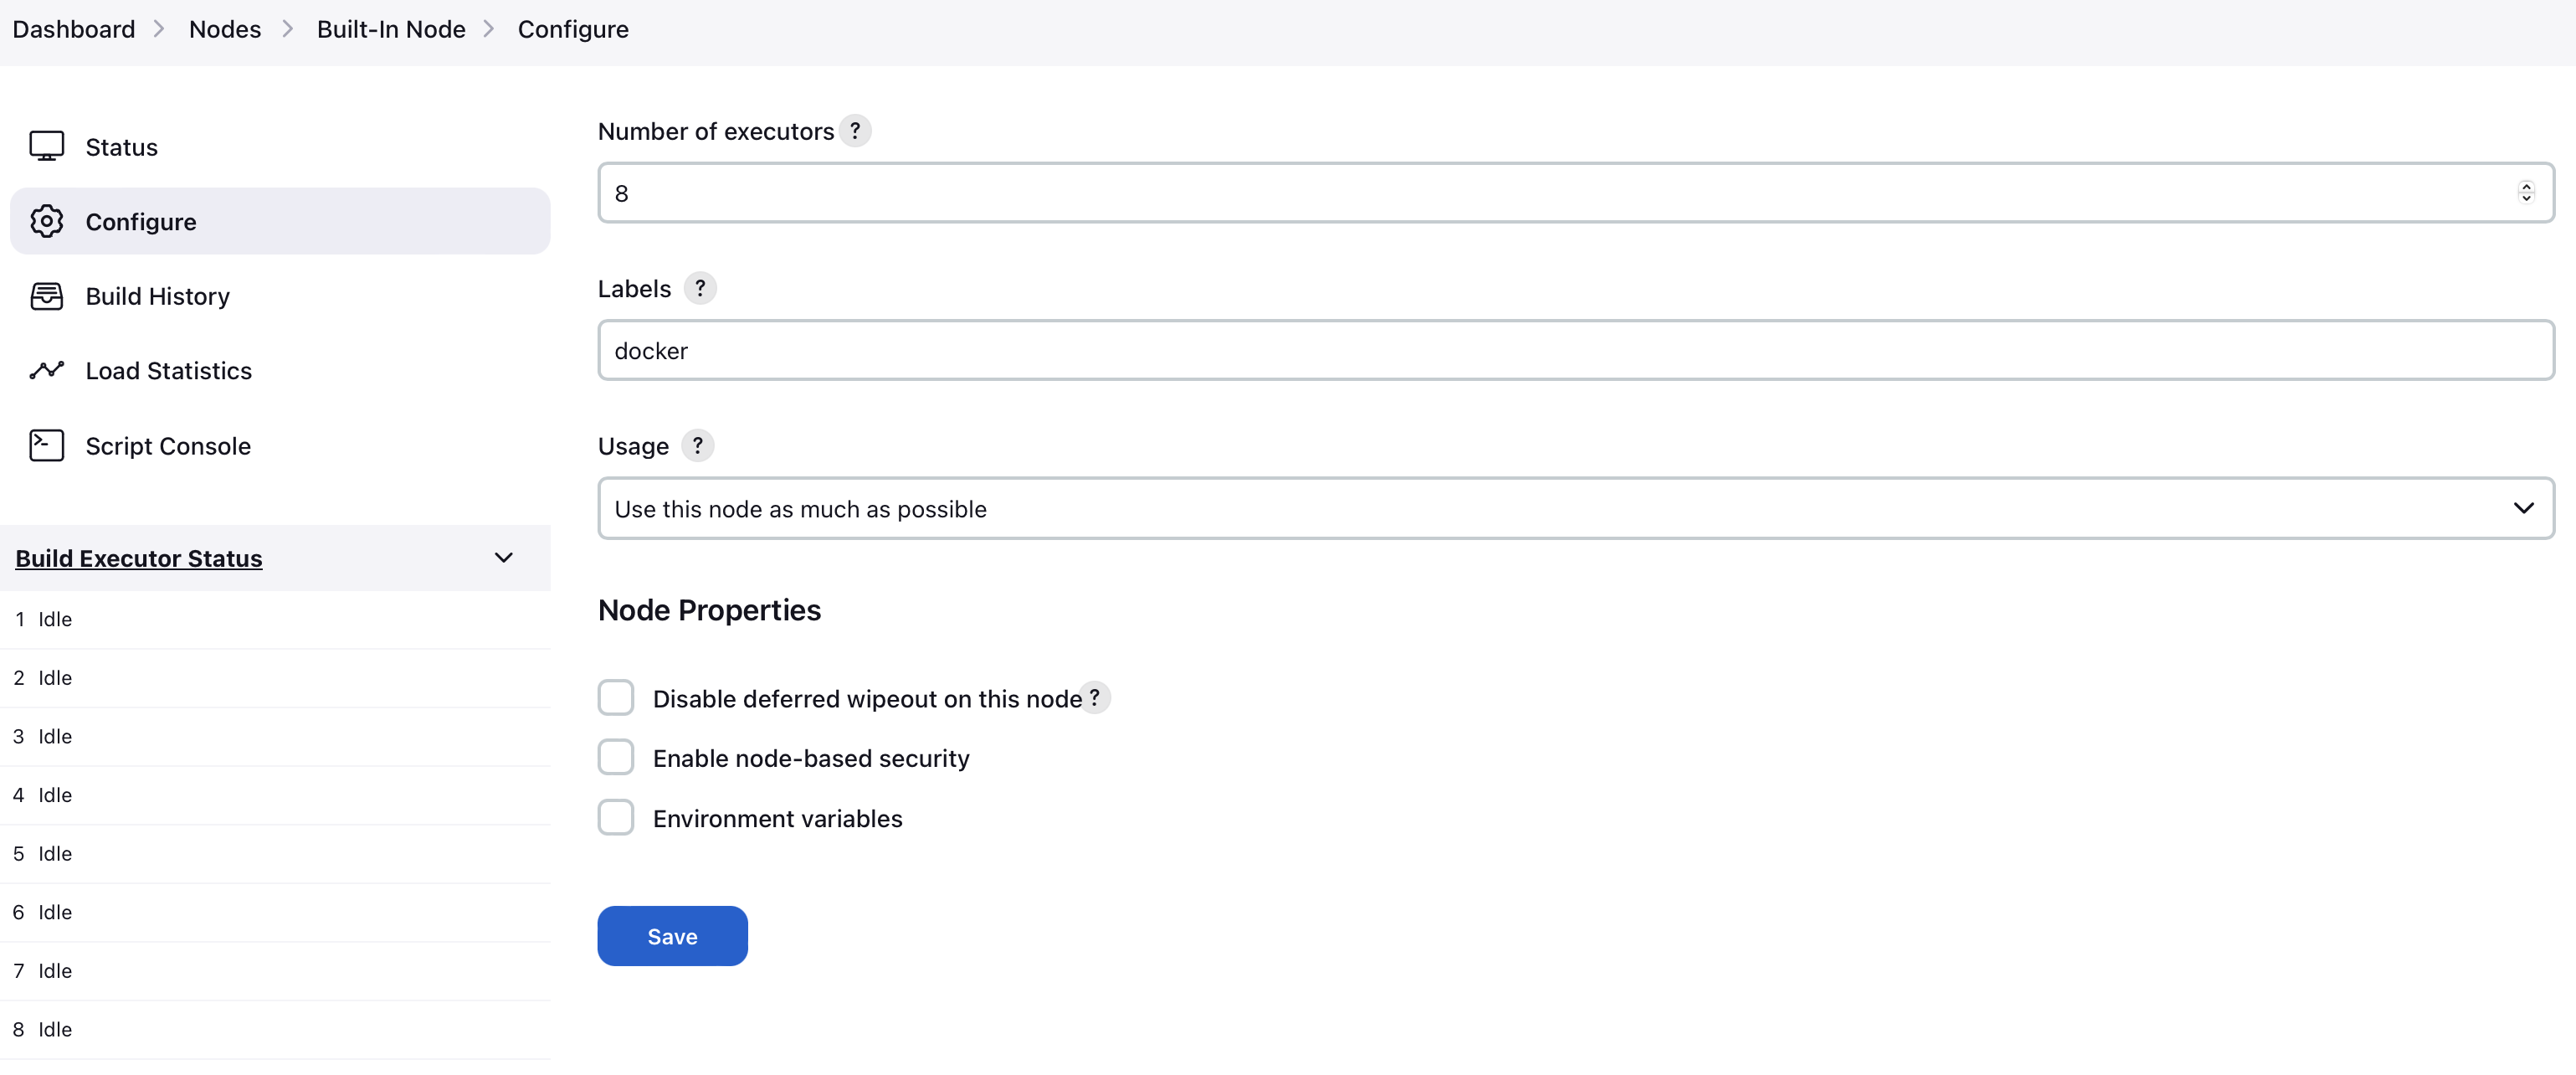 Dashboard > Nodes > Built-In Node > Configure
Status
Configure
Build History
Load Statistics
Script Console
Build Executor Status
1 Idle
2 Idle
3 Idle
4 Idle
5 Idle
6 Idle
7 Idle
8 Idle
Number of executors ?
8
Labels ?
docker
Usage ?
Use this node as much as possible
Node Properties
Disable deferred wipeout on this node ?
Enable node-based security
Environment variables
Save